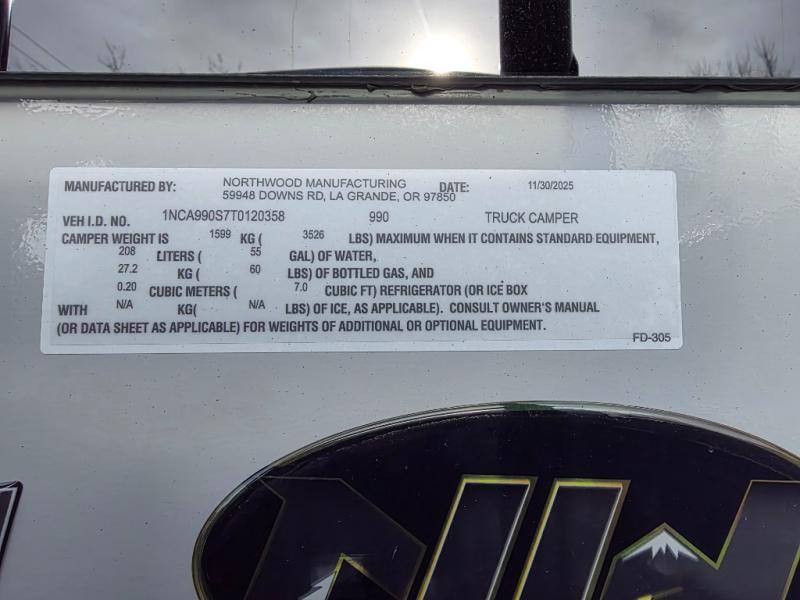 MANUFACTURED BY: NORTHWOOD MANUFACTURING DATE: 11/30/2025
59948 DOWNS RD, LA GRANDE, OR 97850
VEH I.D. NO. 1NCA990S7T0120358 990 TRUCK CAMPER
CAMPER WEIGHT IS 1599 KG ( 3526 LBS) MAXIMUM WHEN IT CONTAINS STANDARD EQUIPMENT,
208 LITERS ( 55 GAL) OF WATER,
27.2 KG ( 60 LBS) OF BOTTLED GAS, AND
0.20 CUBIC METERS ( 7.0 CUBIC FT) REFRIGERATOR (OR ICE BOX
WITH N/A KG( N/A LBS) OF ICE, AS APPLICABLE). CONSULT OWNER'S MANUAL
(OR DATA SHEET AS APPLICABLE) FOR WEIGHTS OF ADDITIONAL OR OPTIONAL EQUIPMENT.
FD-305